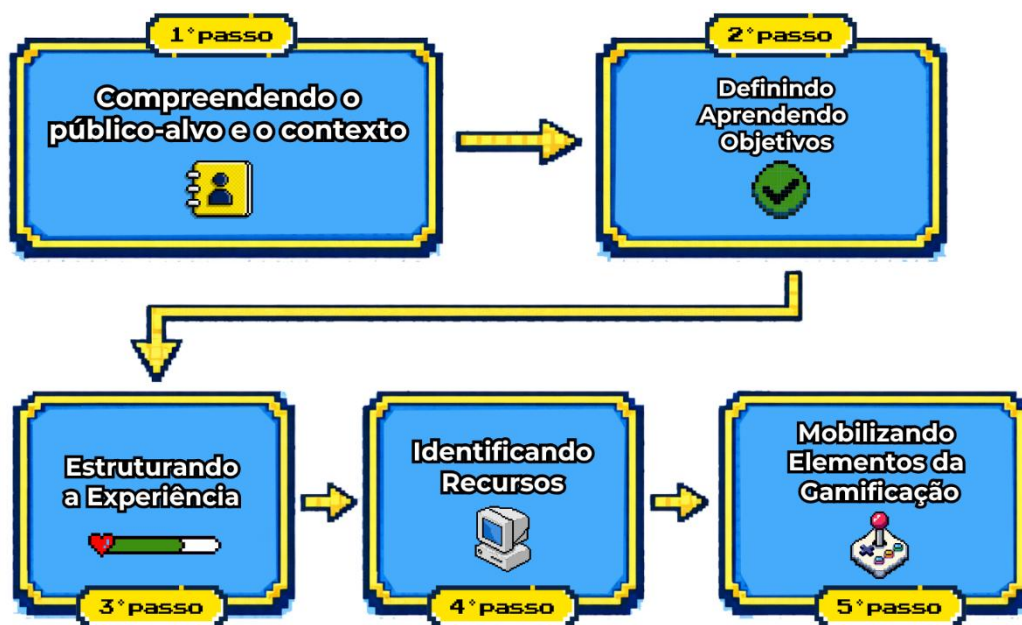 1°passo
Compreendendo o
público-alvo e o contexto
2°passo
Definindo
Aprendendo
Objetivos
Estruturando
a Experiência
3°passo
Identificando
Recursos
4°passo
Mobilizando
Elementos da
Gamificação
5°passo